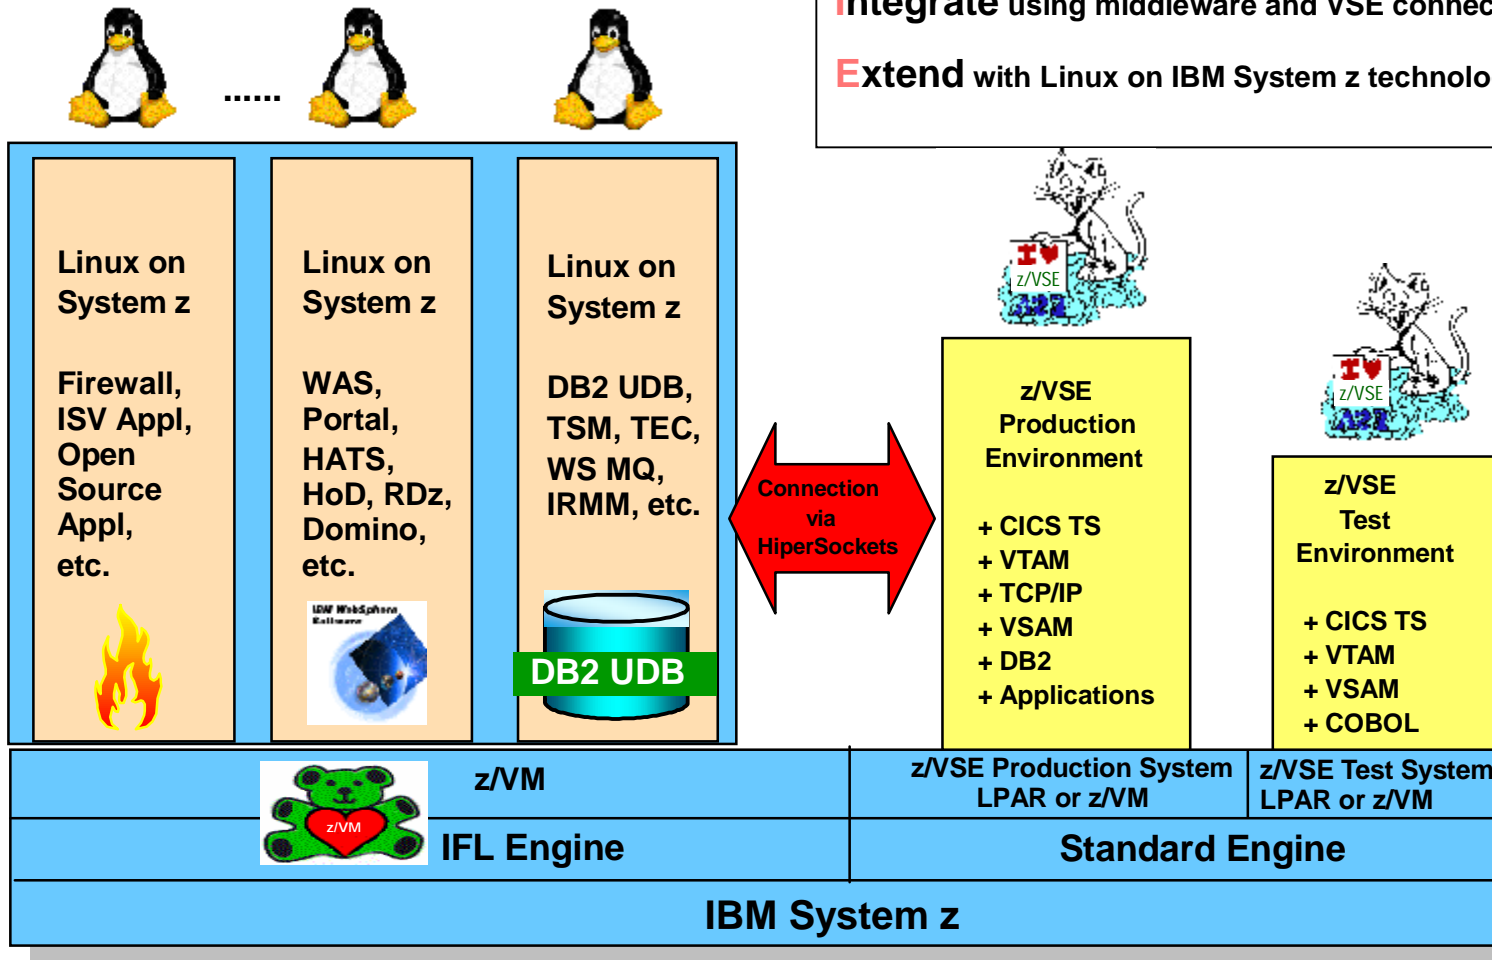 Integrate using middleware and VSE connec
Extend with Linux on IBM System z technolo
......
Linux on
System z
Firewall,
ISV Appl,
Open
Source
Appl,
etc.
Linux on
System z
WAS,
Portal,
HATS,
HoD, RDz,
Domino,
etc.
IBM WebSphere
Software
Linux on
System z
DB2 UDB,
TSM, TEC,
WS MQ,
IRMM, etc.
DB2 UDB
Connection
via
HiperSockets
I ♥
z/VSE
z/VSE
Production
Environment
+ CICS TS
+ VTAM
+ TCP/IP
+ VSAM
+ DB2
+ Applications
I ♥
z/VSE
z/VSE
Test
Environment
+ CICS TS
+ VTAM
+ VSAM
+ COBOL
z/VM
z/VM
z/VSE Production System
LPAR or z/VM
z/VSE Test System
LPAR or z/VM
IFL Engine
Standard Engine
IBM System z